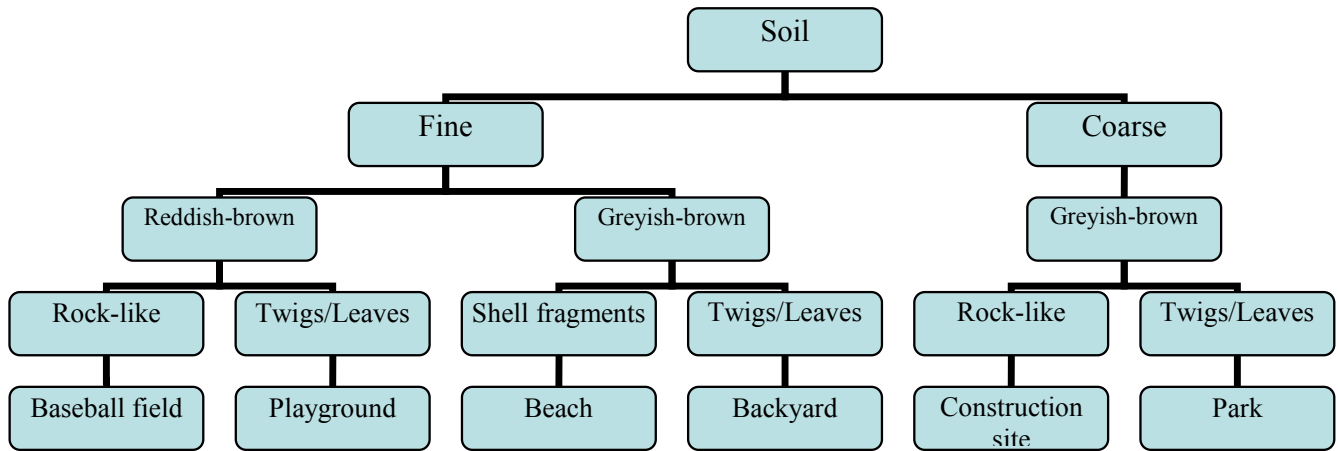 Soil
Fine
Coarse
Reddish-brown
Greyish-brown
Greyish-brown
Rock-like
Twigs/Leaves
Shell fragments
Twigs/Leaves
Rock-like
Twigs/Leaves
Baseball field
Playground
Beach
Backyard
Construction
site
Park